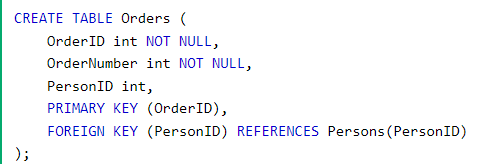 CREATE TABLE Orders (
    OrderID int NOT NULL,
    OrderNumber int NOT NULL,
    PersonID int,
    PRIMARY KEY (OrderID),
    FOREIGN KEY (PersonID) REFERENCES Persons(PersonID)
);